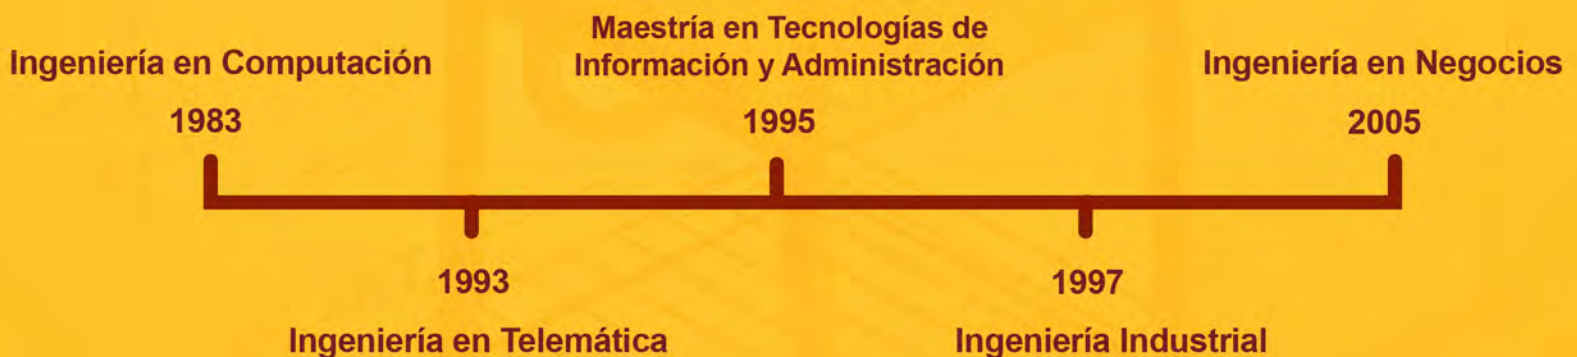 Ingeniería en Computación
1983
1993
Ingeniería en Telemática
Maestría en Tecnologías de
Información y Administración
1995
1997
Ingeniería Industrial
Ingeniería en Negocios
2005